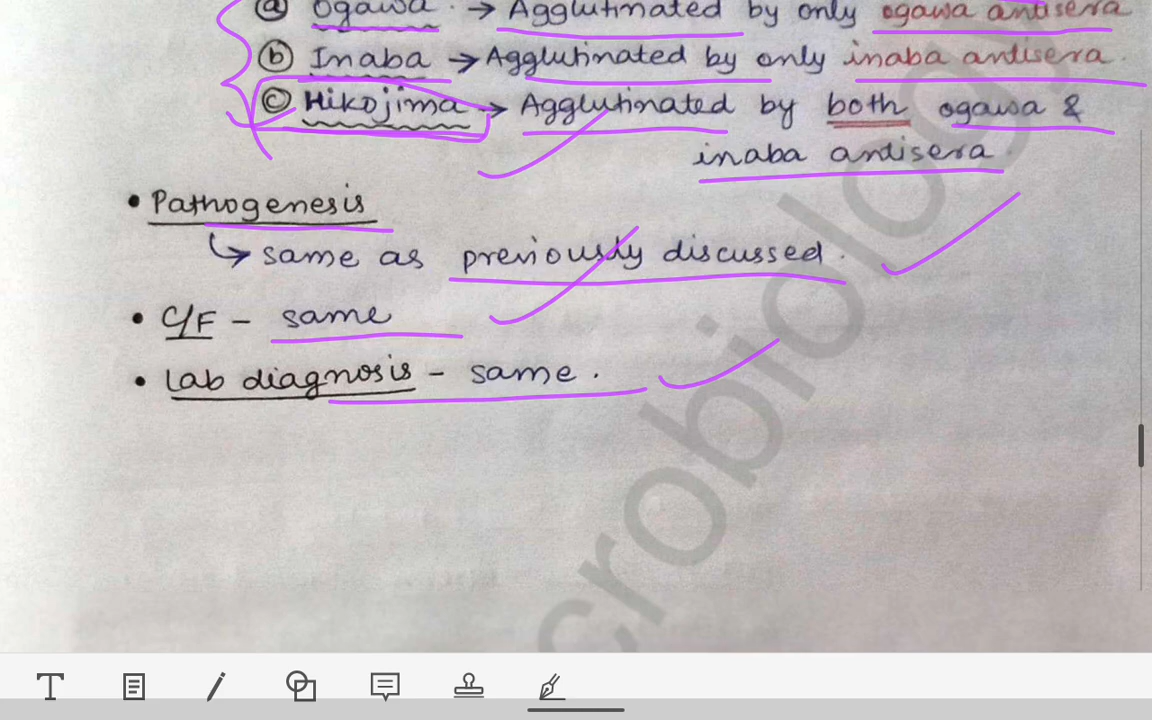 ⓐ Ogawa. → Agglutinated by only ogawa antisera
ⓑ Inaba → Agglutinated by only inaba antisera.
ⓒ Hikojima → Agglutinated by both ogawa &
inaba antisera
• Pathogenesis
↳ same as previously discussed.
• C/F - same
• Lab diagnosis - same.
crobiology
T